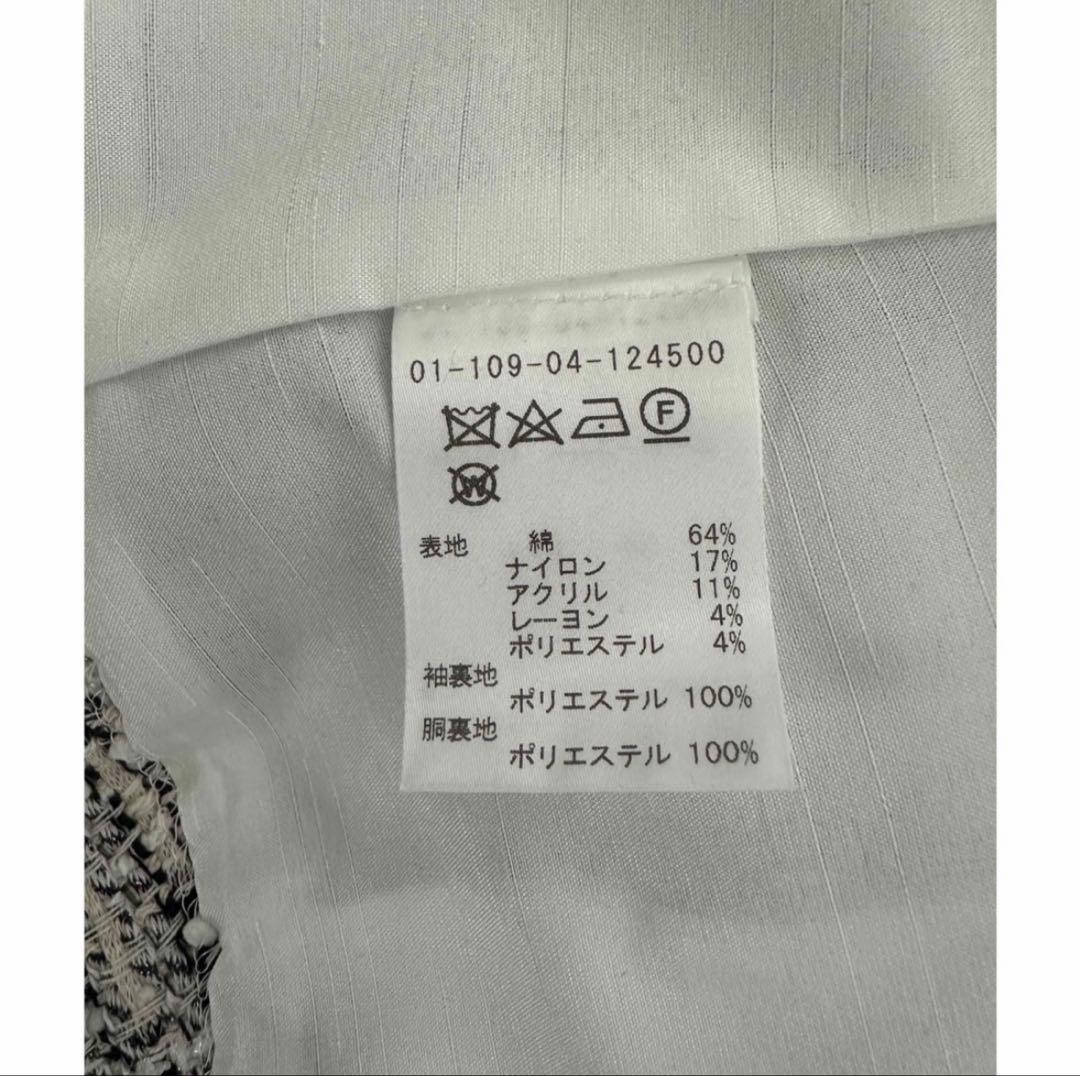 01-109-04-124500
F
W
表地 綿 64%
ナイロン 17%
アクリル 11%
レーヨン 4%
ポリエステル 4%
袖裏地
ポリエステル 100%
胴裏地
ポリエステル 100%